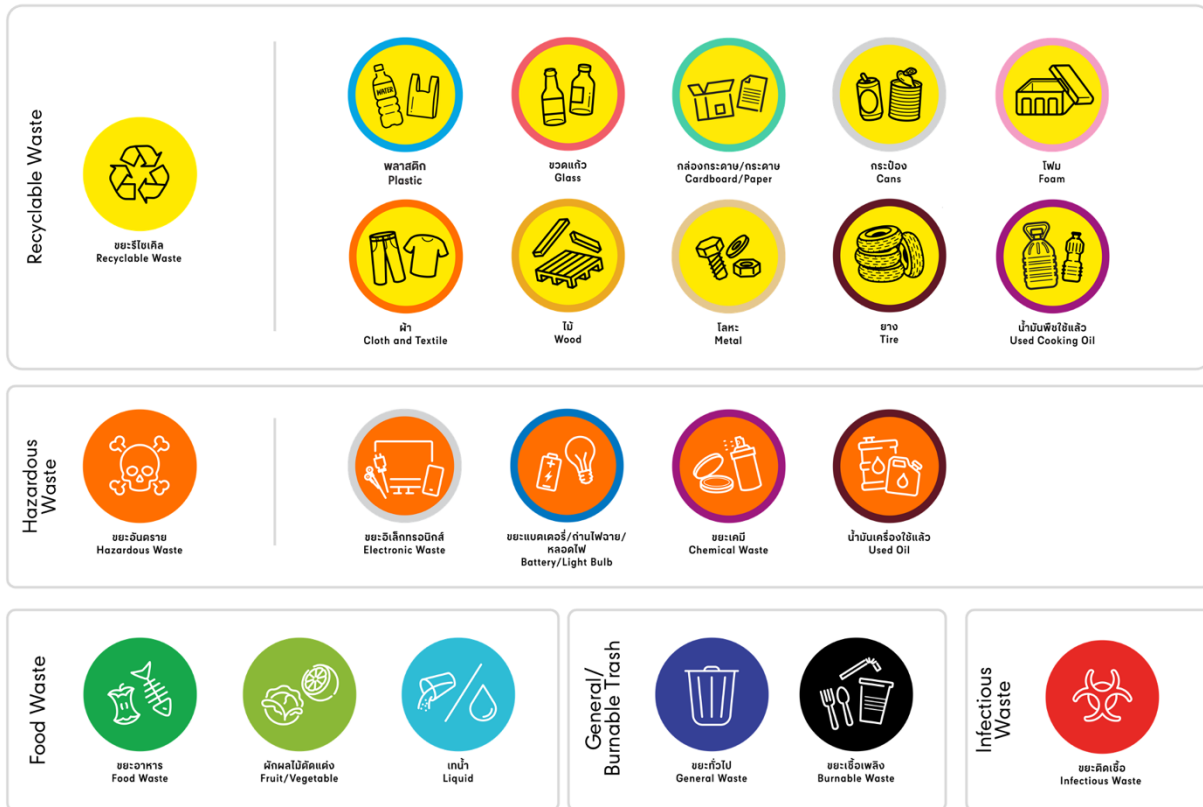 Recyclable Waste
ขยะรีไซเคิล
Recyclable Waste
WATER
พลาสติก
Plastic
ขวดแก้ว
Glass
กล่องกระดาษ/กระดาษ
Cardboard/Paper
กระป๋อง
Cans
โฟม
Foam
ผ้า
Cloth and Textile
ไม้
Wood
โลหะ
Metal
ยาง
Tire
น้ำมันพืชใช้แล้ว
Used Cooking Oil
Hazardous
Waste
ขยะอันตราย
Hazardous Waste
ขยะอิเล็กทรอนิกส์
Electronic Waste
ขยะแบตเตอรี่/ถ่านไฟฉาย/
หลอดไฟ
Battery/Light Bulb
ขยะเคมี
Chemical Waste
น้ำมันเครื่องใช้แล้ว
Used Oil
Food Waste
ขยะอาหาร
Food Waste
ผักผลไม้ตัดแต่ง
Fruit/Vegetable
เทน้ำ
Liquid
General/
Burnable Trash
ขยะทั่วไป
General Waste
ขยะเชื้อเพลิง
Burnable Waste
Infectious
Waste
ขยะติดเชื้อ
Infectious Waste